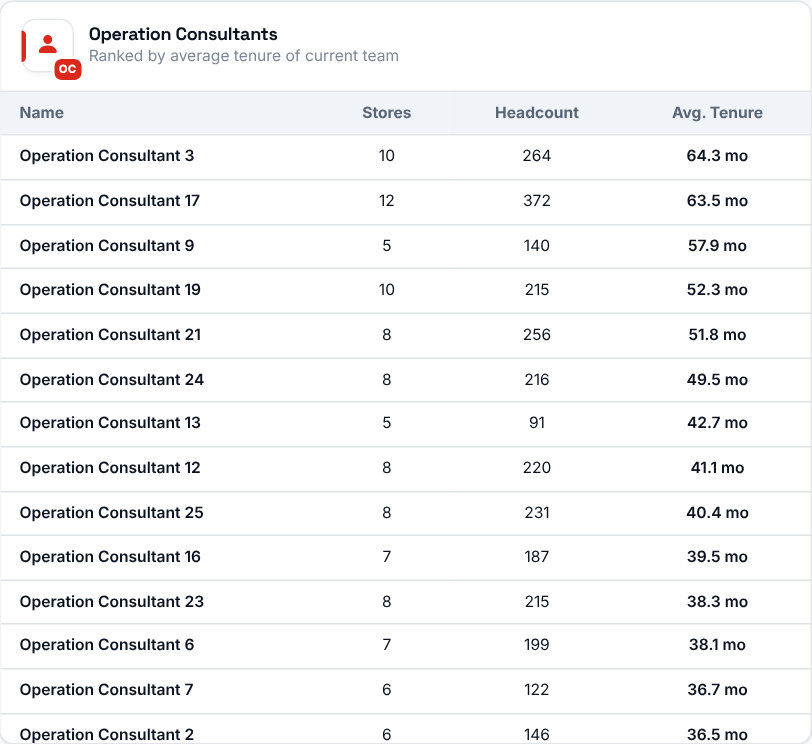 Operation Consultants
Ranked by average tenure of current team
OC
Name Stores Headcount Avg. Tenure
Operation Consultant 3 10 264 64.3 mo
Operation Consultant 17 12 372 63.5 mo
Operation Consultant 9 5 140 57.9 mo
Operation Consultant 19 10 215 52.3 mo
Operation Consultant 21 8 256 51.8 mo
Operation Consultant 24 8 216 49.5 mo
Operation Consultant 13 5 91 42.7 mo
Operation Consultant 12 8 220 41.1 mo
Operation Consultant 25 8 231 40.4 mo
Operation Consultant 16 7 187 39.5 mo
Operation Consultant 23 8 215 38.3 mo
Operation Consultant 6 7 199 38.1 mo
Operation Consultant 7 6 122 36.7 mo
Operation Consultant 2 6 146 36.5 mo